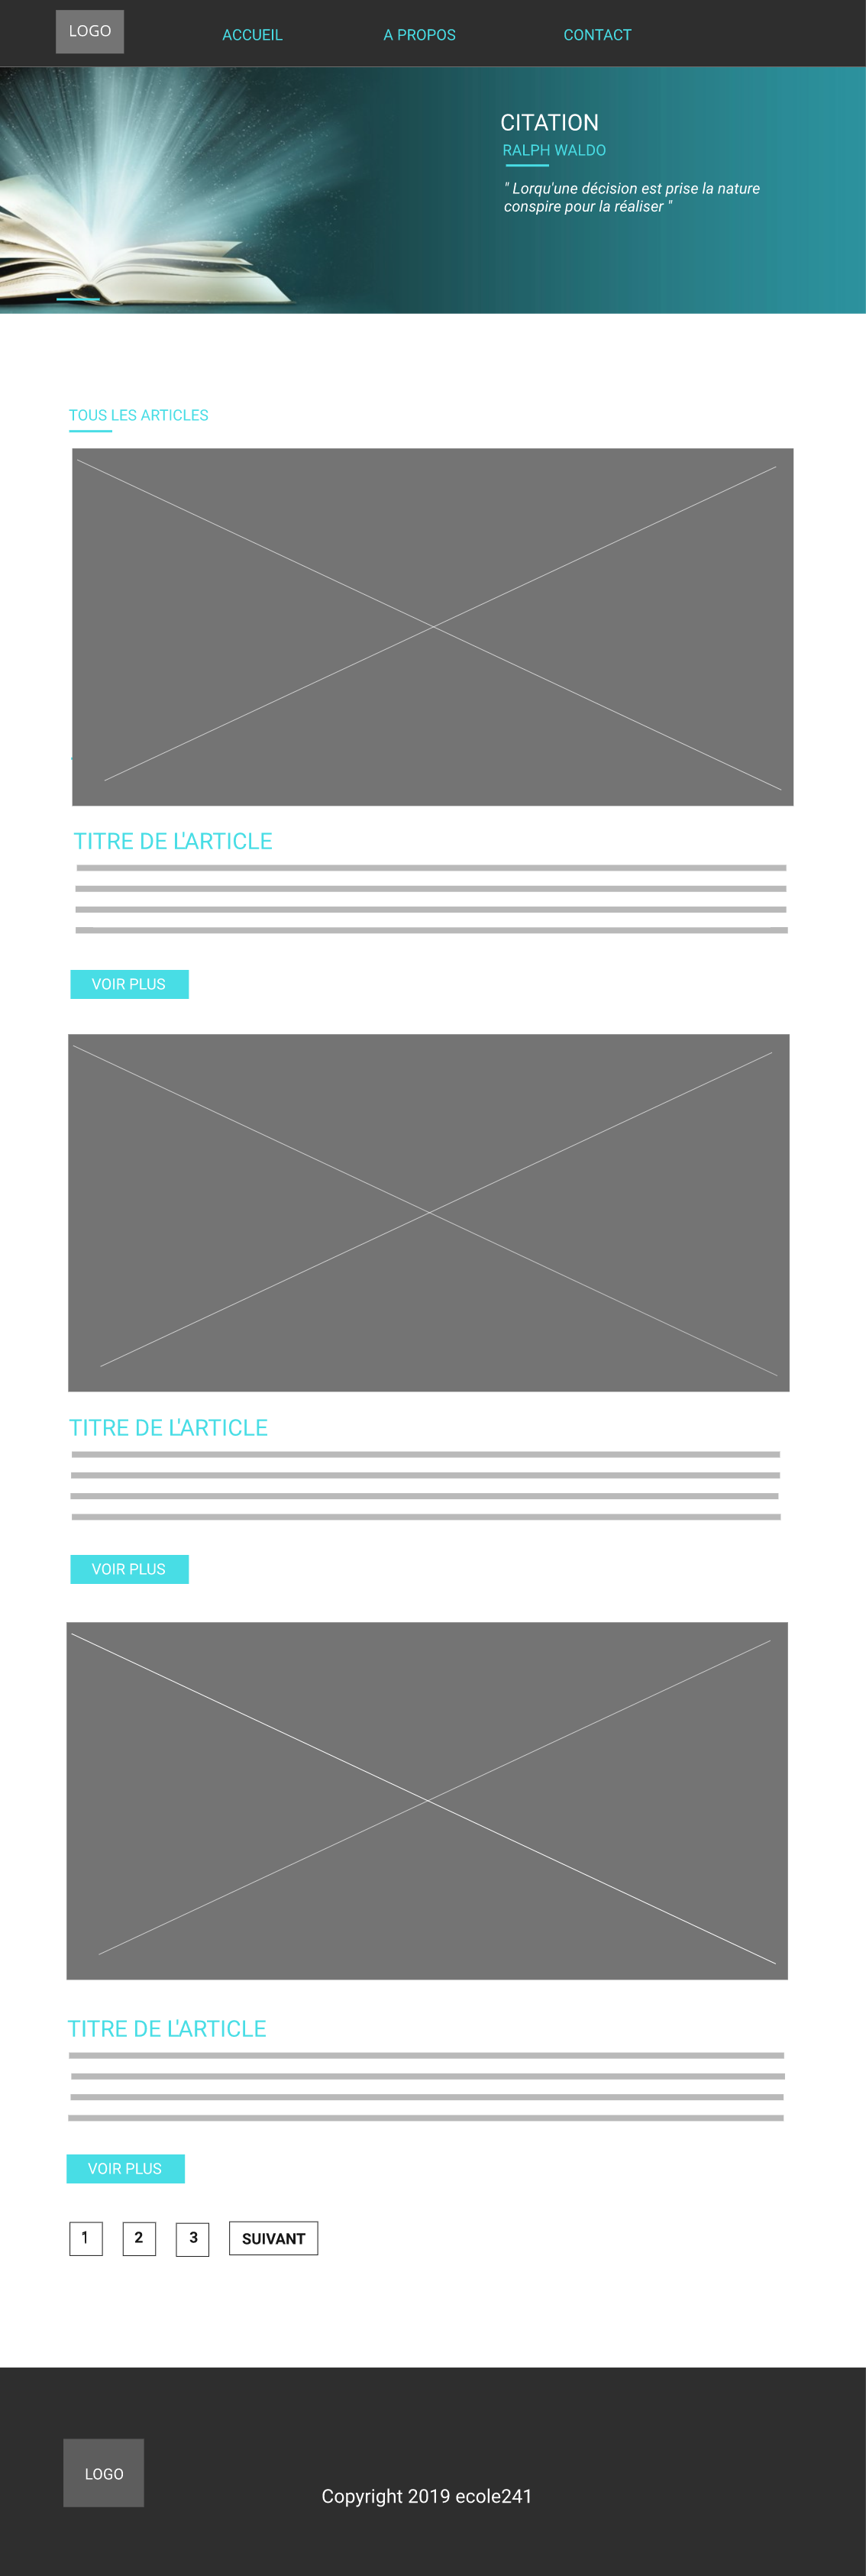 LOGO
ACCUEIL
A PROPOS
CONTACT
CITATION
RALPH WALDO
" Lorqu'une décision est prise la nature
conspire pour la réaliser "
TOUS LES ARTICLES
TITRE DE L'ARTICLE
VOIR PLUS
TITRE DE L'ARTICLE
VOIR PLUS
TITRE DE L'ARTICLE
VOIR PLUS
1
2
3
SUIVANT
LOGO
Copyright 2019 ecole241